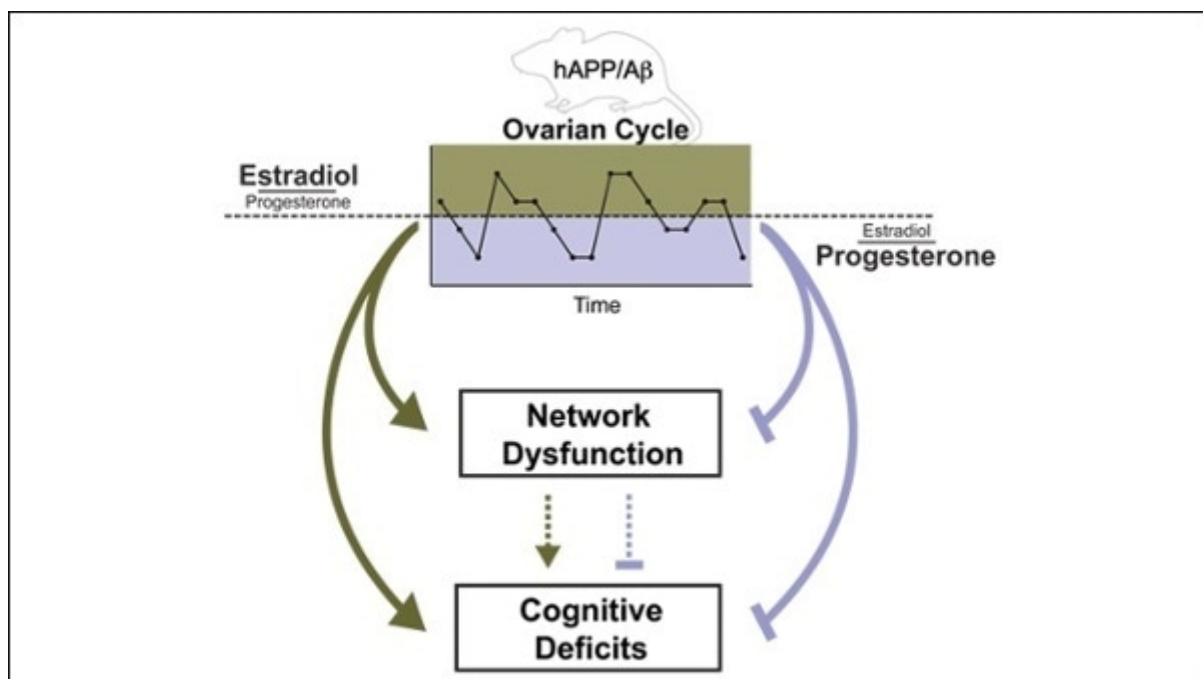 hAPP/Aβ
Ovarian Cycle
Estradiol
Progesterone
Estradiol
Progesterone
Time
Network
Dysfunction
Cognitive
Deficits